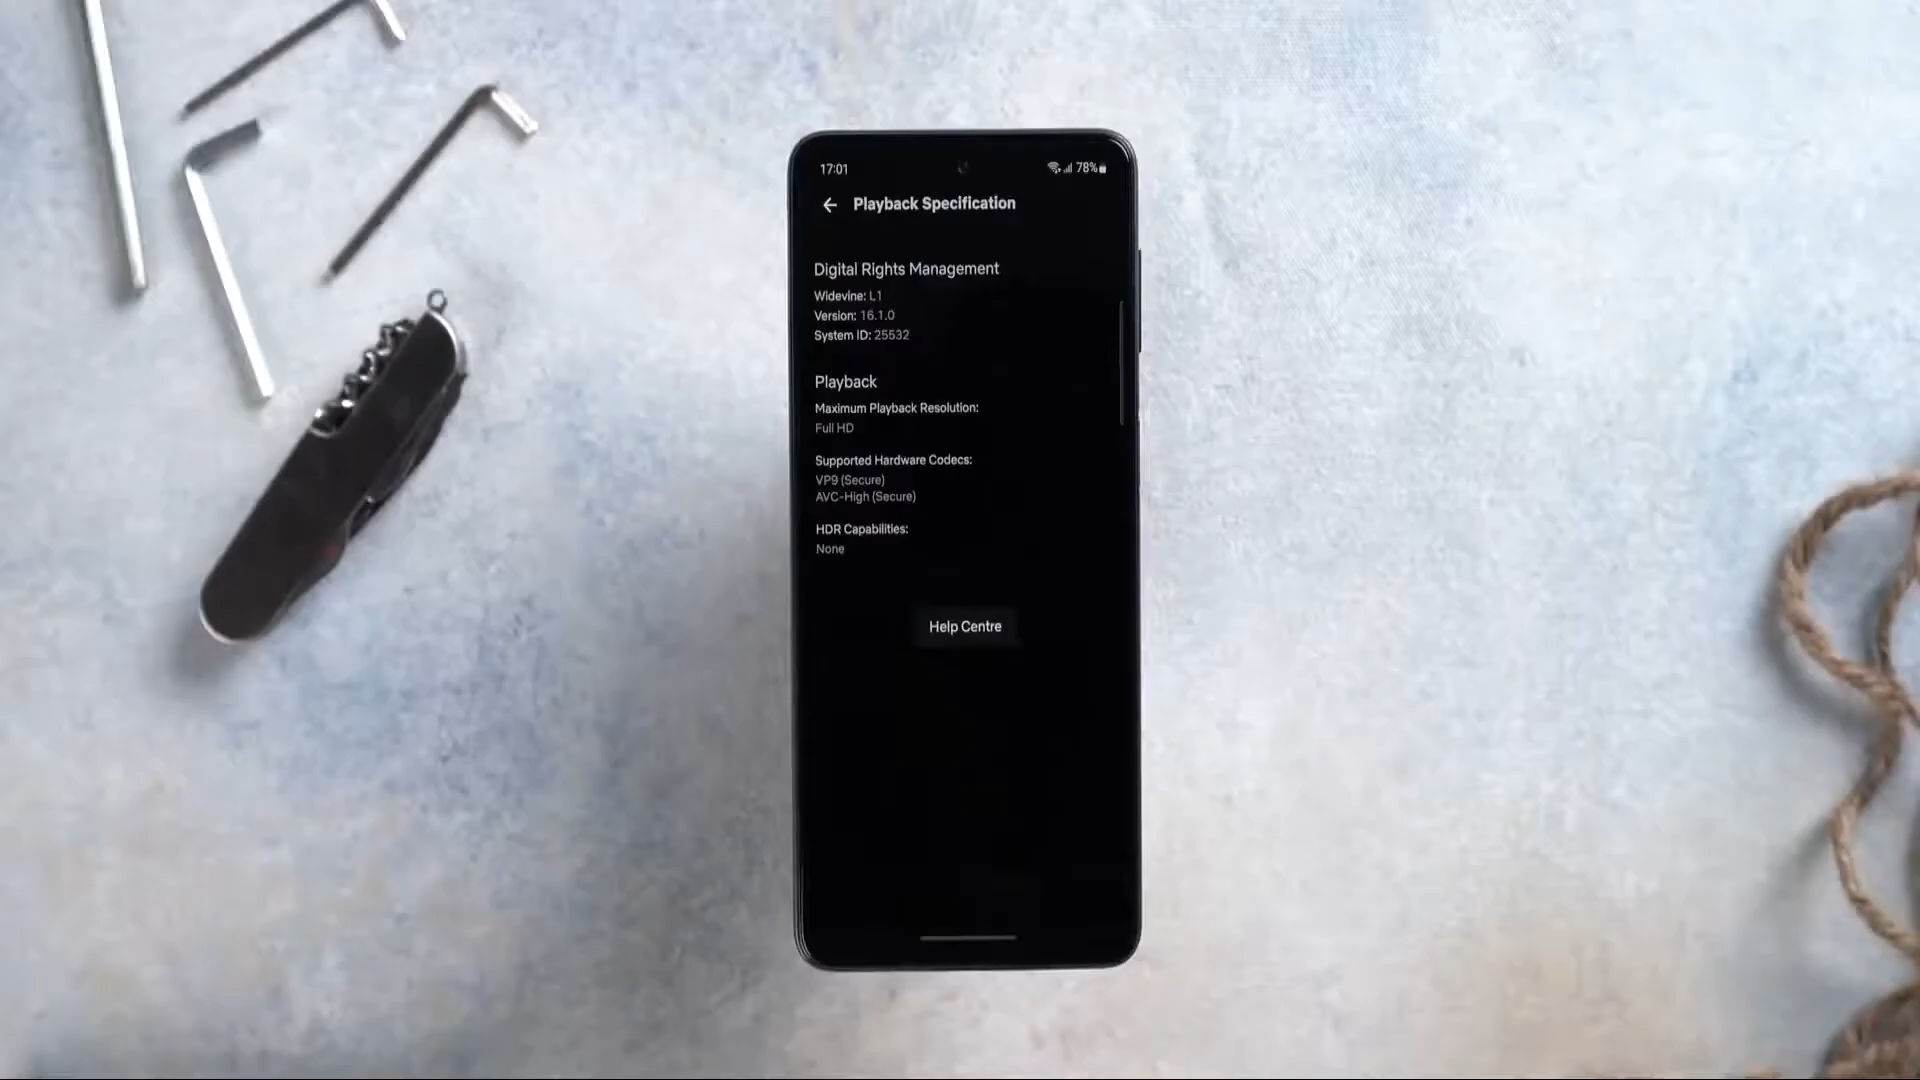 17:01
78%
Playback Specification
Digital Rights Management
Widevine: L1
Version: 16.1.0
System ID: 25532
Playback
Maximum Playback Resolution:
Full HD
Supported Hardware Codecs:
VP9 (Secure)
AVC-High (Secure)
HDR Capabilities:
None
Help Centre